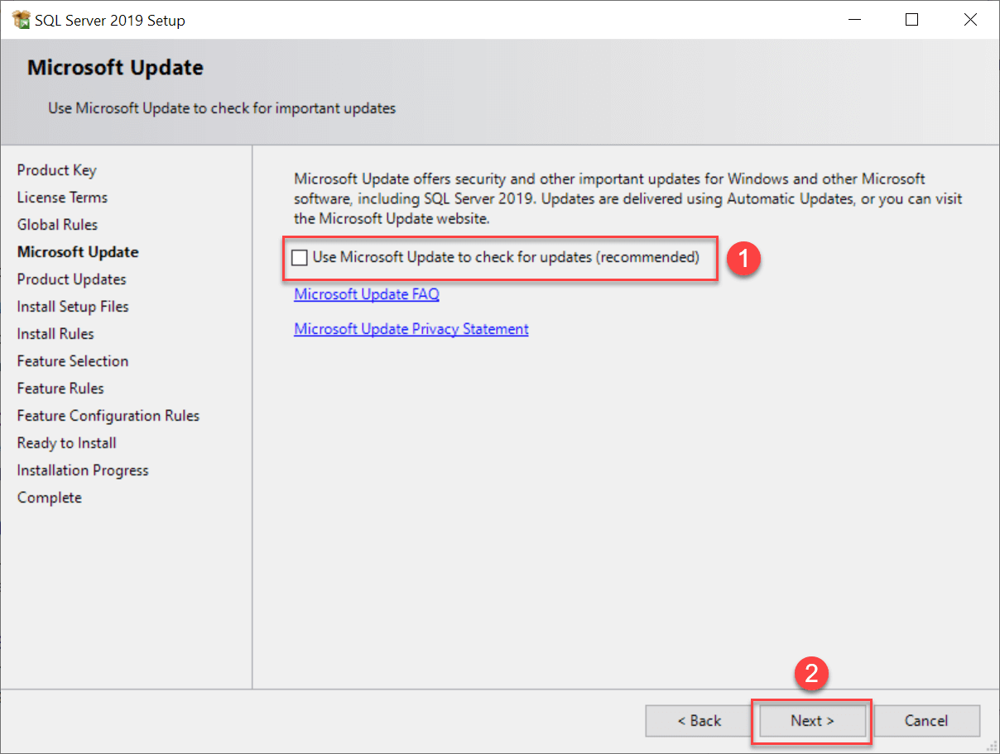 SQL Server 2019 Setup
Microsoft Update
Use Microsoft Update to check for important updates
Product Key
License Terms
Global Rules
Microsoft Update
Product Updates
Install Setup Files
Install Rules
Feature Selection
Feature Rules
Feature Configuration Rules
Ready to Install
Installation Progress
Complete
Microsoft Update offers security and other important updates for Windows and other Microsoft
software, including SQL Server 2019. Updates are delivered using Automatic Updates, or you can visit
the Microsoft Update website.
Use Microsoft Update to check for updates (recommended)
1
Microsoft Update FAQ
Microsoft Update Privacy Statement
2
< Back
Next >
Cancel